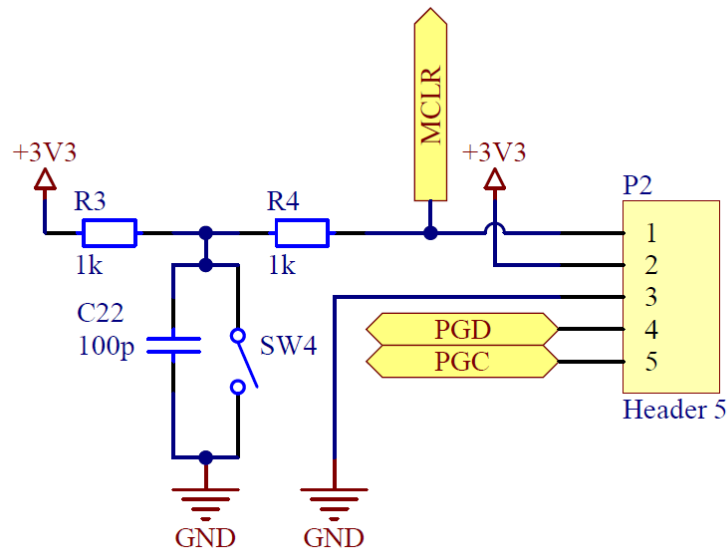 MCLR
+3V3
+3V3
P2
R3
R4
1
1k
1k
2
C22
3
100p
SW4
PGD
4
PGC
5
Header 5
GND
GND